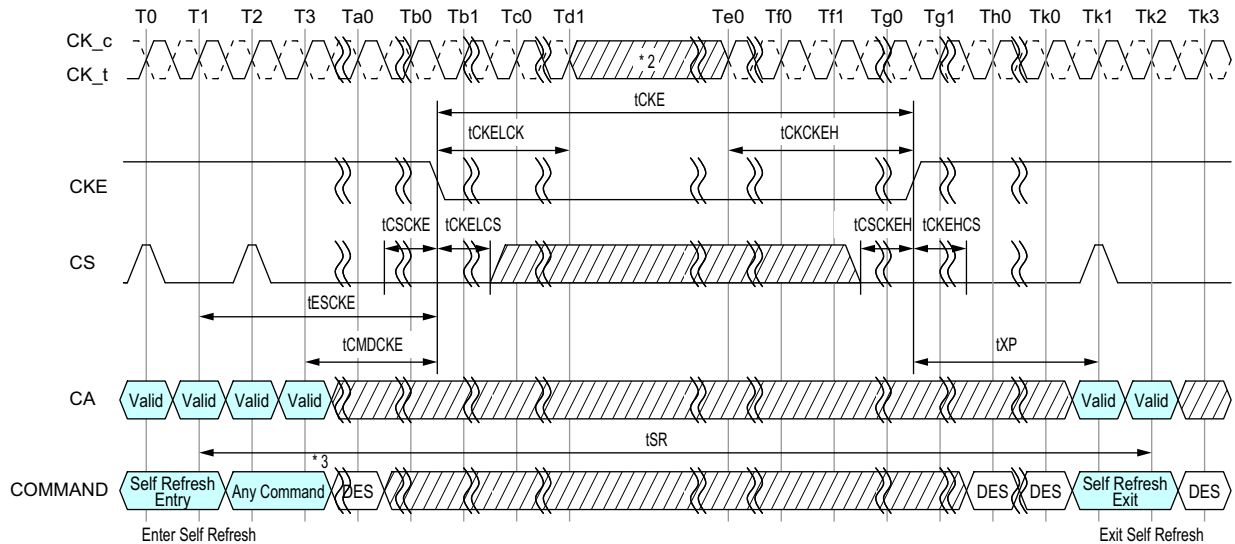 T0 T1 T2 T3 Ta0 Tb0 Tb1 Tc0 Td1 Te0 Tf0 Tf1 Tg0 Tg1 Th0 Tk0 Tk1 Tk2 Tk3
CK_c
CK_t
* 2
tCKE
tCKELCK tCKCKEH
CKE
tCSCKE tCKELCS tCSCKEH tCKEHCS
CS
tESCKE
tCMDCKE tXP
CA Valid Valid Valid Valid Valid Valid
tSR
* 3
COMMAND Self Refresh Entry Any Command DES DES DES Self Refresh Exit DES
Enter Self Refresh Exit Self Refresh